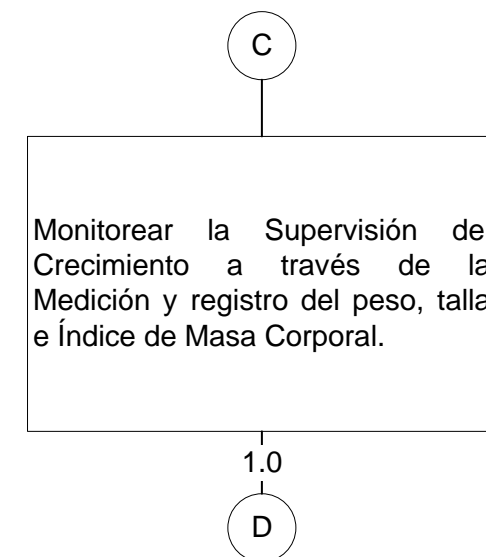 C
Monitorear la Supervisión de
Crecimiento a través de la
Medición y registro del peso, talla
e Índice de Masa Corporal.
1.0
D